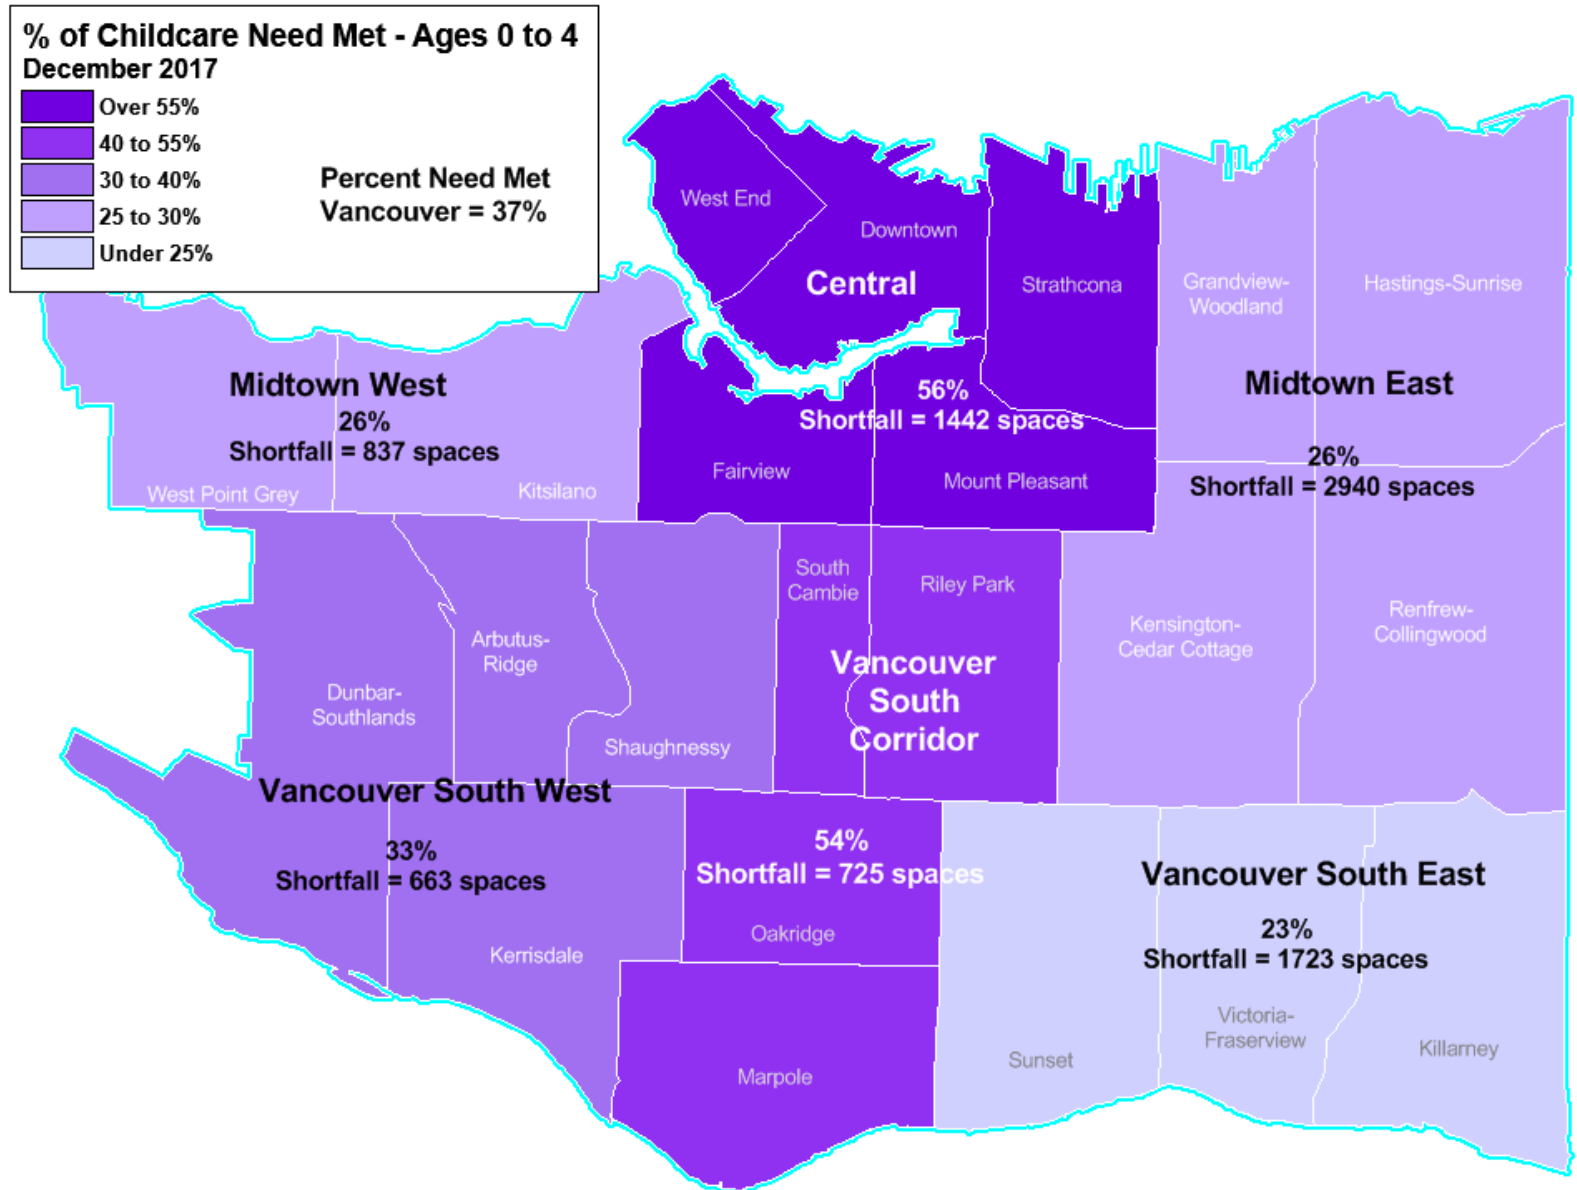 % of Childcare Need Met - Ages 0 to 4
December 2017
Over 55%
40 to 55%
30 to 40%
25 to 30%
Under 25%
Percent Need Met
Vancouver = 37%
West End
Downtown
Central
Strathcona
Grandview-
Woodland
Hastings-Sunrise
56%
Shortfall = 1442 spaces
Fairview
Mount Pleasant
Midtown West
26%
Shortfall = 837 spaces
West Point Grey
Kitsilano
Midtown East
26%
Shortfall = 2940 spaces
South
Cambie
Riley Park
Kensington-
Cedar Cottage
Renfrew-
Collingwood
Arbutus-
Ridge
Dunbar-
Southlands
Shaughnessy
Vancouver
South
Corridor
Vancouver South West
33%
Shortfall = 663 spaces
Kerrisdale
54%
Shortfall = 725 spaces
Oakridge
Marpole
Vancouver South East
23%
Shortfall = 1723 spaces
Sunset
Victoria-
Fraserview
Killarney